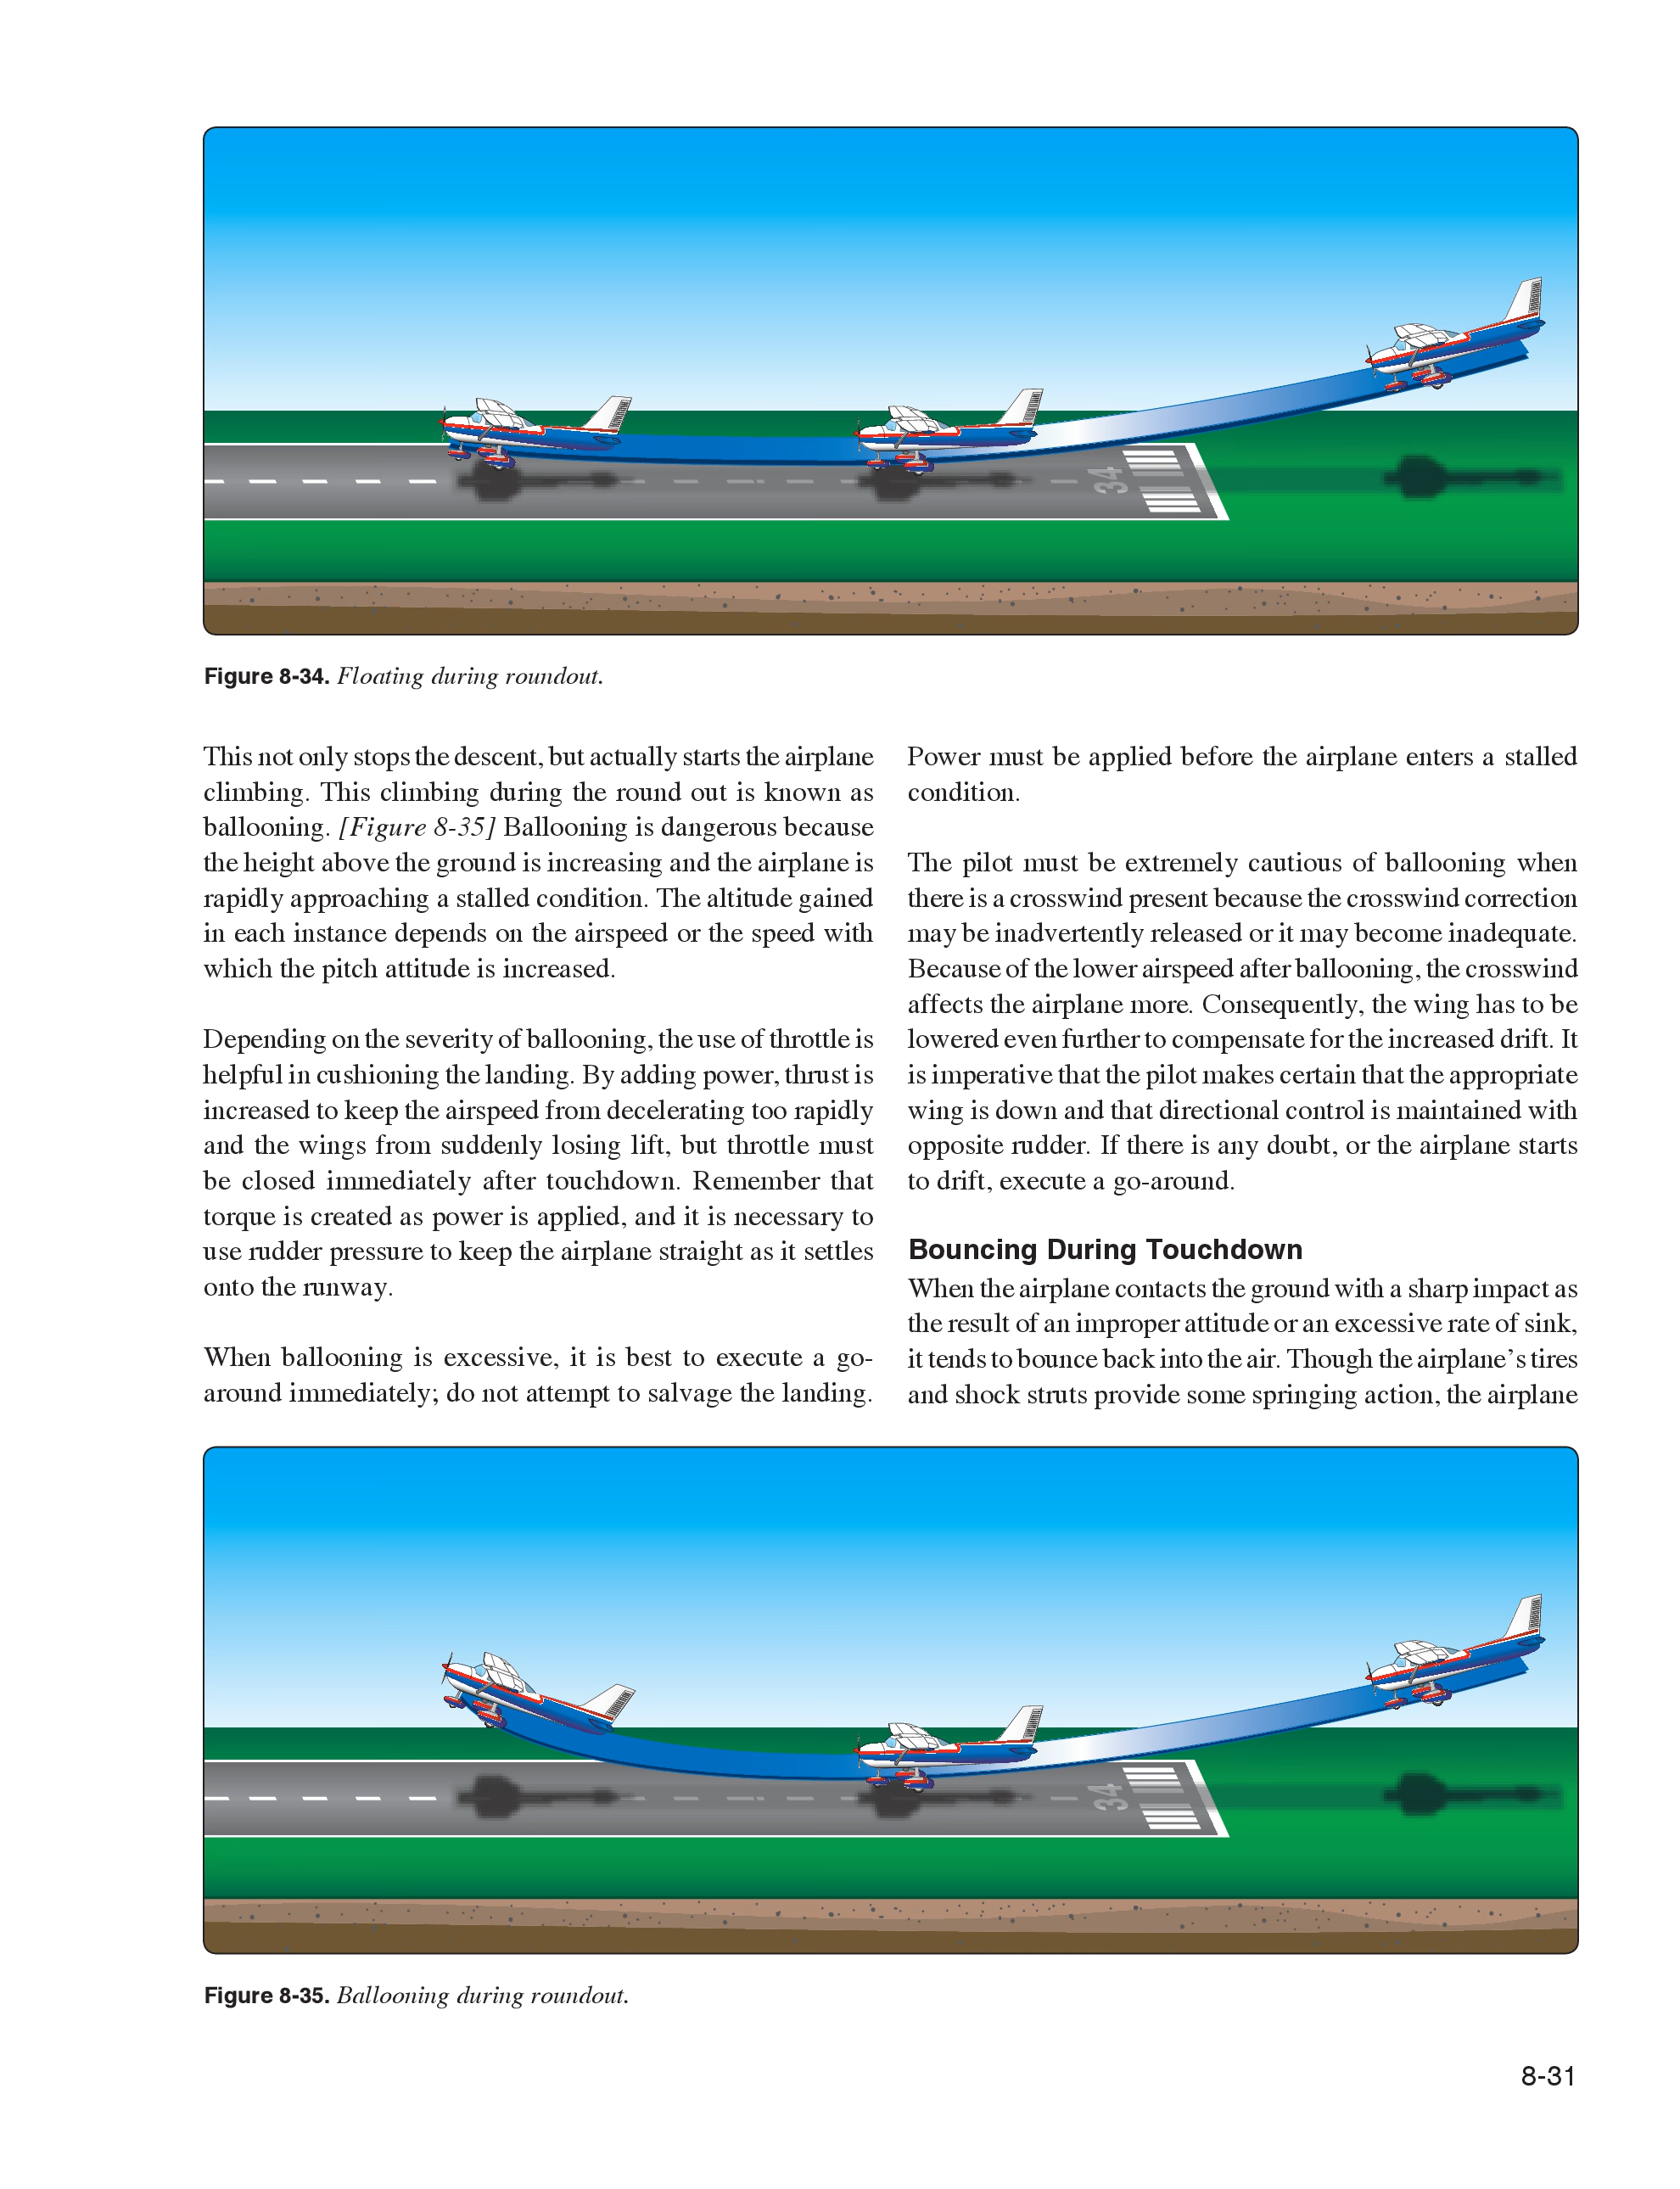 34
Figure 8-34. Floating during roundout.
This not only stops the descent, but actually starts the airplane
climbing. This climbing during the round out is known as
ballooning. [Figure 8-35] Ballooning is dangerous because
the height above the ground is increasing and the airplane is
rapidly approaching a stalled condition. The altitude gained
in each instance depends on the airspeed or the speed with
which the pitch attitude is increased.
Depending on the severity of ballooning, the use of throttle is
helpful in cushioning the landing. By adding power, thrust is
increased to keep the airspeed from decelerating too rapidly
and the wings from suddenly losing lift, but throttle must
be closed immediately after touchdown. Remember that
torque is created as power is applied, and it is necessary to
use rudder pressure to keep the airplane straight as it settles
onto the runway.
When ballooning is excessive, it is best to execute a go-
around immediately; do not attempt to salvage the landing.
Power must be applied before the airplane enters a stalled
condition.
The pilot must be extremely cautious of ballooning when
there is a crosswind present because the crosswind correction
may be inadvertently released or it may become inadequate.
Because of the lower airspeed after ballooning, the crosswind
affects the airplane more. Consequently, the wing has to be
lowered even further to compensate for the increased drift. It
is imperative that the pilot makes certain that the appropriate
wing is down and that directional control is maintained with
opposite rudder. If there is any doubt, or the airplane starts
to drift, execute a go-around.
Bouncing During Touchdown
When the airplane contacts the ground with a sharp impact as
the result of an improper attitude or an excessive rate of sink,
it tends to bounce back into the air. Though the airplane’s tires
and shock struts provide some springing action, the airplane
34
Figure 8-35. Ballooning during roundout.
8-31